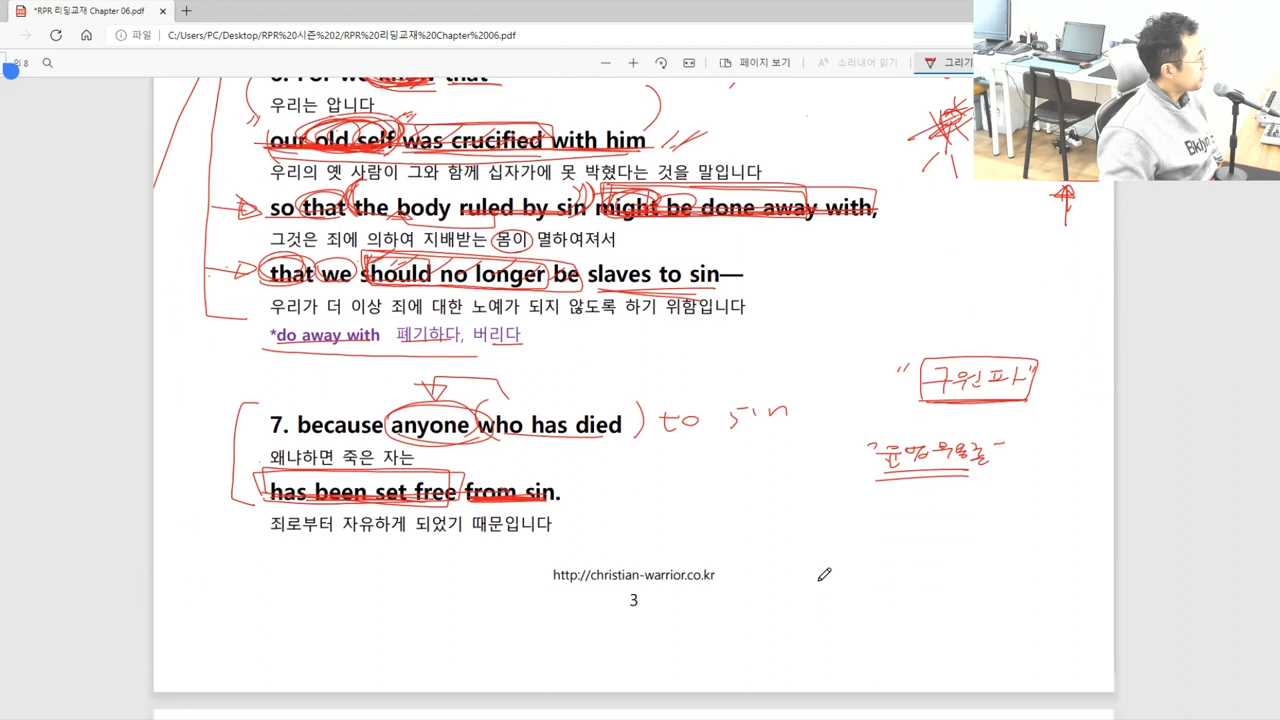 *RPR 리딩교재 Chapter 06.pdf
파일 C:/Users/PC/Desktop/RPR%20시즌%202/RPR%20리딩교재%20Chapter%2006.pdf
의 8 페이지 보기 소리내어 읽기 그리기
6. For we know that
우리는 압니다
our old self was crucified with him
우리의 옛 사람이 그와 함께 십자가에 못 박혔다는 것을 말입니다
so that the body ruled by sin might be done away with,
그것은 죄에 의하여 지배받는 몸이 멸하여져서
that we should no longer be slaves to sin—
우리가 더 이상 죄에 대한 노예가 되지 않도록 하기 위함입니다
*do away with 폐기하다, 버리다
"구원파"
7. because anyone who has died to sin
왜냐하면 죽은 자는
has been set free from sin.
죄로부터 자유하게 되었기 때문입니다
http://christian-warrior.co.kr
3